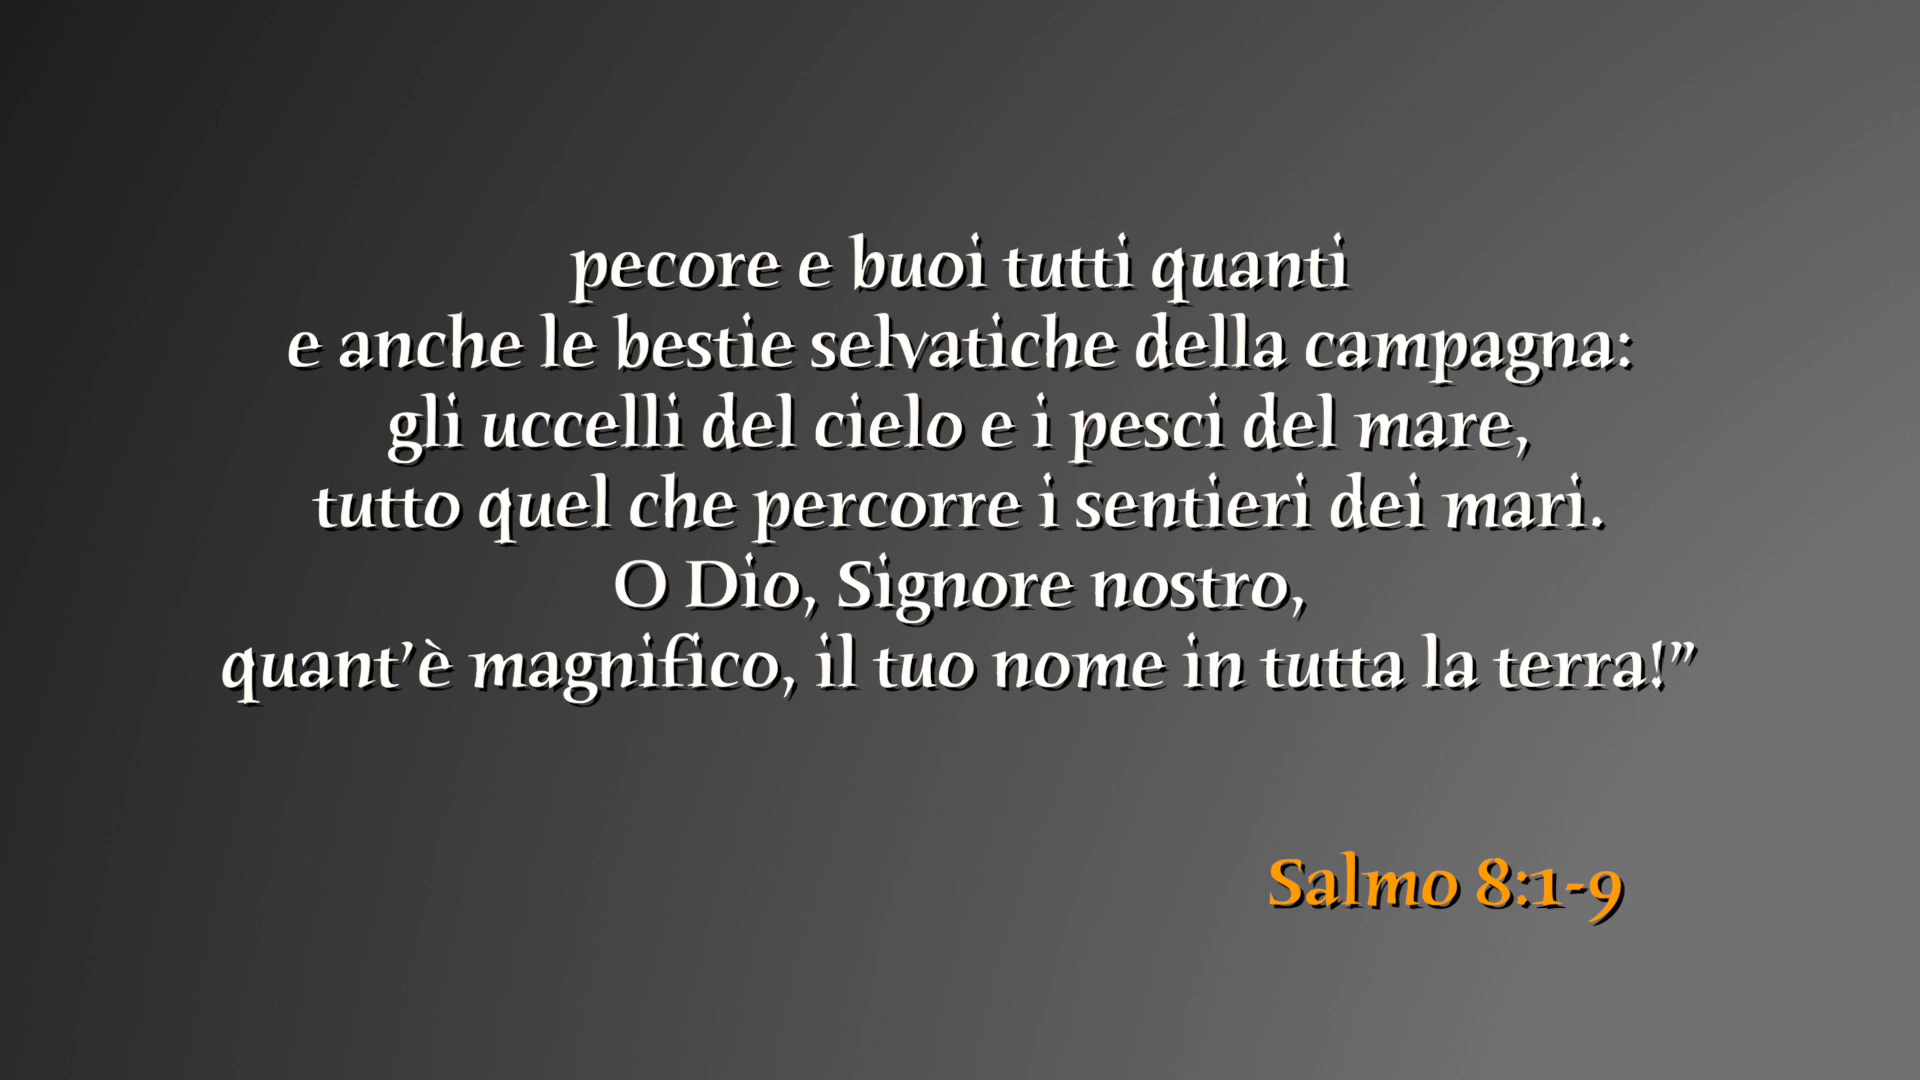 pecore e buoi tutti quanti
e anche le bestie selvatiche della campagna:
gli uccelli del cielo e i pesci del mare,
tutto quel che percorre i sentieri dei mari.
O Dio, Signore nostro,
quant’è magnifico, il tuo nome in tutta la terra!”
Salmo 8:1-9